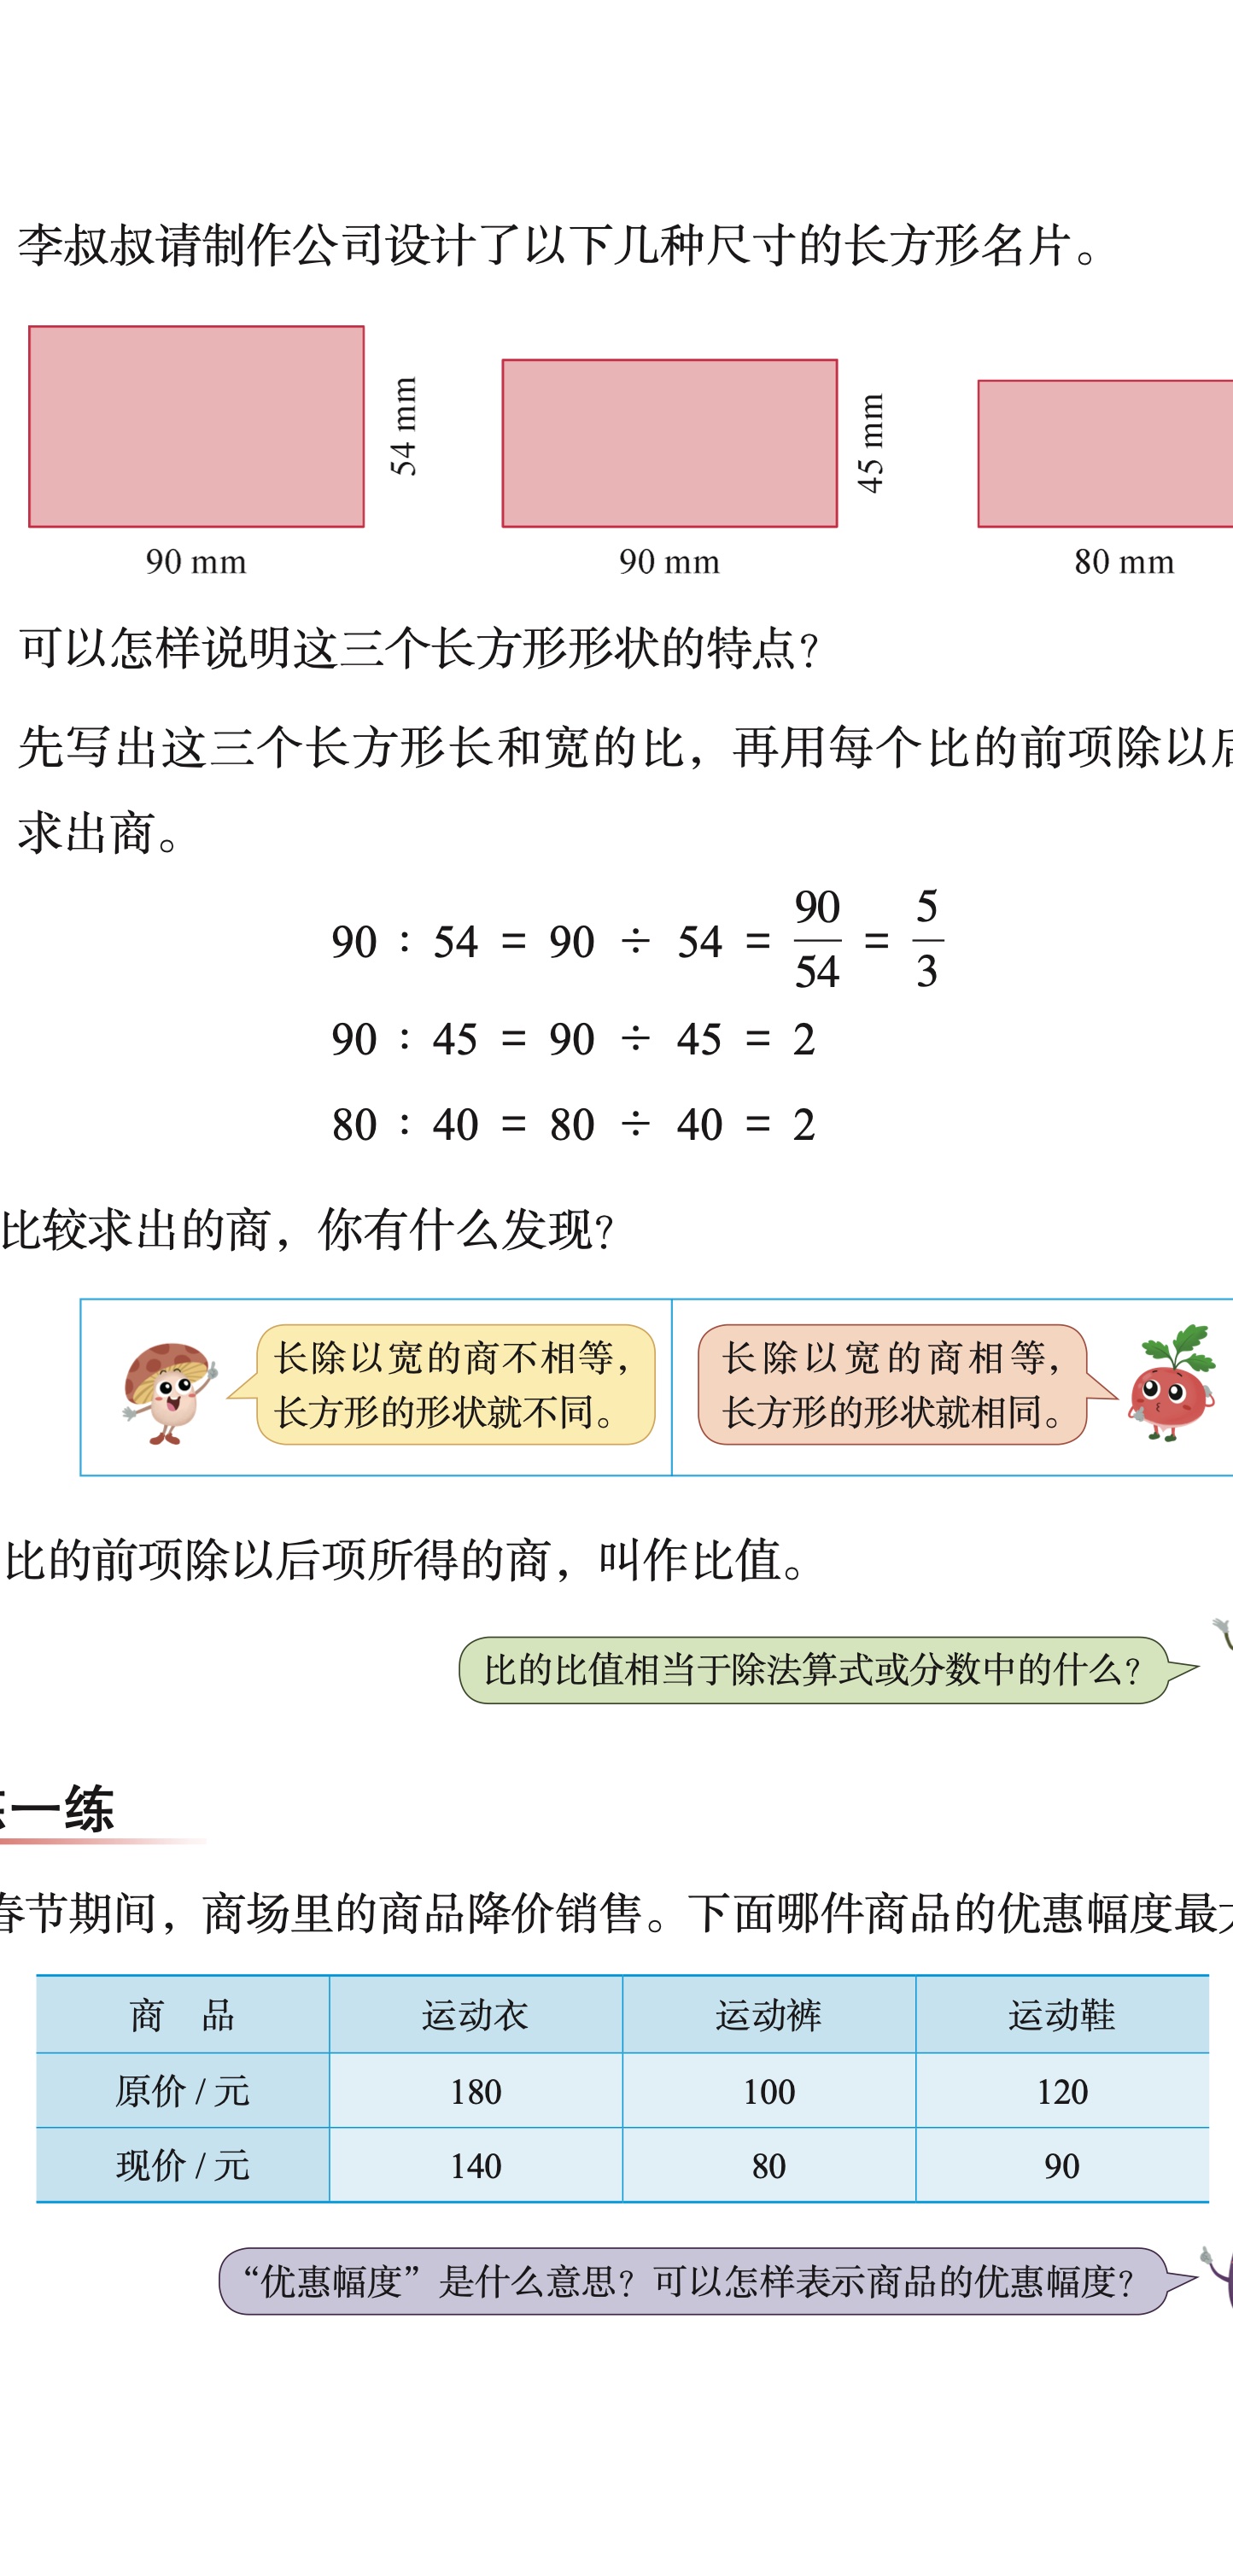 李叔叔请制作公司设计了以下几种尺寸的长方形名片。
54 mm
45 mm
90 mm
90 mm
80 mm
可以怎样说明这三个长方形形状的特点？
先写出这三个长方形长和宽的比，再用每个比的前项除以后
求出商。
90 : 54 = 90 ÷ 54 = 90/54 = 5/3
90 : 45 = 90 ÷ 45 = 2
80 : 40 = 80 ÷ 40 = 2
比较求出的商，你有什么发现？
长除以宽的商不相等，
长方形的形状就不同。
长除以宽的商相等，
长方形的形状就相同。
比的前项除以后项所得的商，叫作比值。
比的比值相当于除法算式或分数中的什么？
一练
春节期间，商场里的商品降价销售。下面哪件商品的优惠幅度最
商 品 运动衣 运动裤 运动鞋
原价/元 180 100 120
现价/元 140 80 90
“优惠幅度”是什么意思？可以怎样表示商品的优惠幅度？